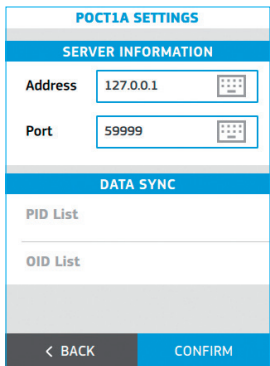 POCT1A SETTINGS
SERVER INFORMATION
Address 127.0.0.1
Port 59999
DATA SYNC
PID List
OID List
< BACK CONFIRM